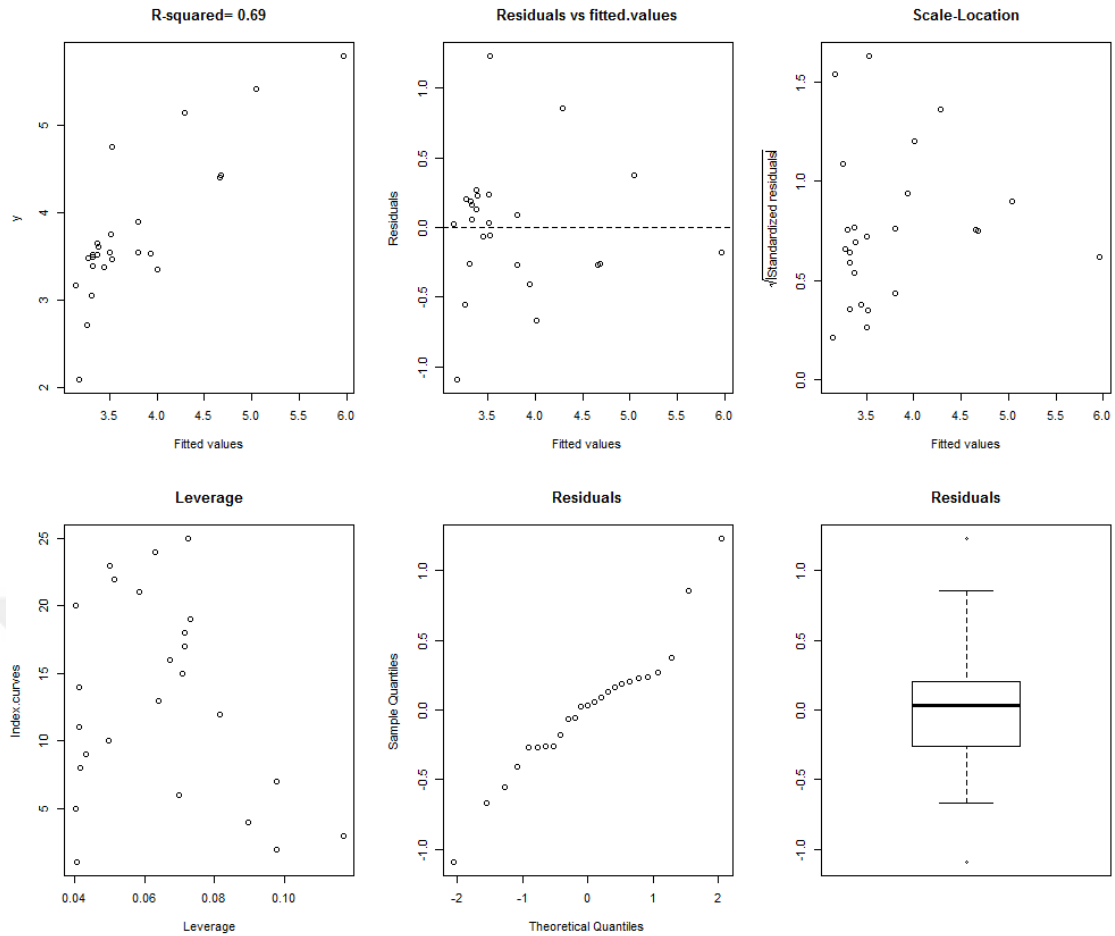 R-squared= 0.69
y
5
4
3
2
3.5 4.0 4.5 5.0 5.5 6.0
Fitted values
Residuals vs fitted.values
Residuals
1.0
0.5
0.0
-0.5
-1.0
3.5 4.0 4.5 5.0 5.5 6.0
Fitted values
Scale-Location
√|Standardized residuals|
1.5
1.0
0.5
0.0
3.5 4.0 4.5 5.0 5.5 6.0
Fitted values
Leverage
Index.curves
25
20
15
10
5
0.04 0.06 0.08 0.10
Leverage
Residuals
Sample Quantiles
1.0
0.5
0.0
-0.5
-1.0
-2 -1 0 1 2
Theoretical Quantiles
Residuals
1.0
0.5
0.0
-0.5
-1.0